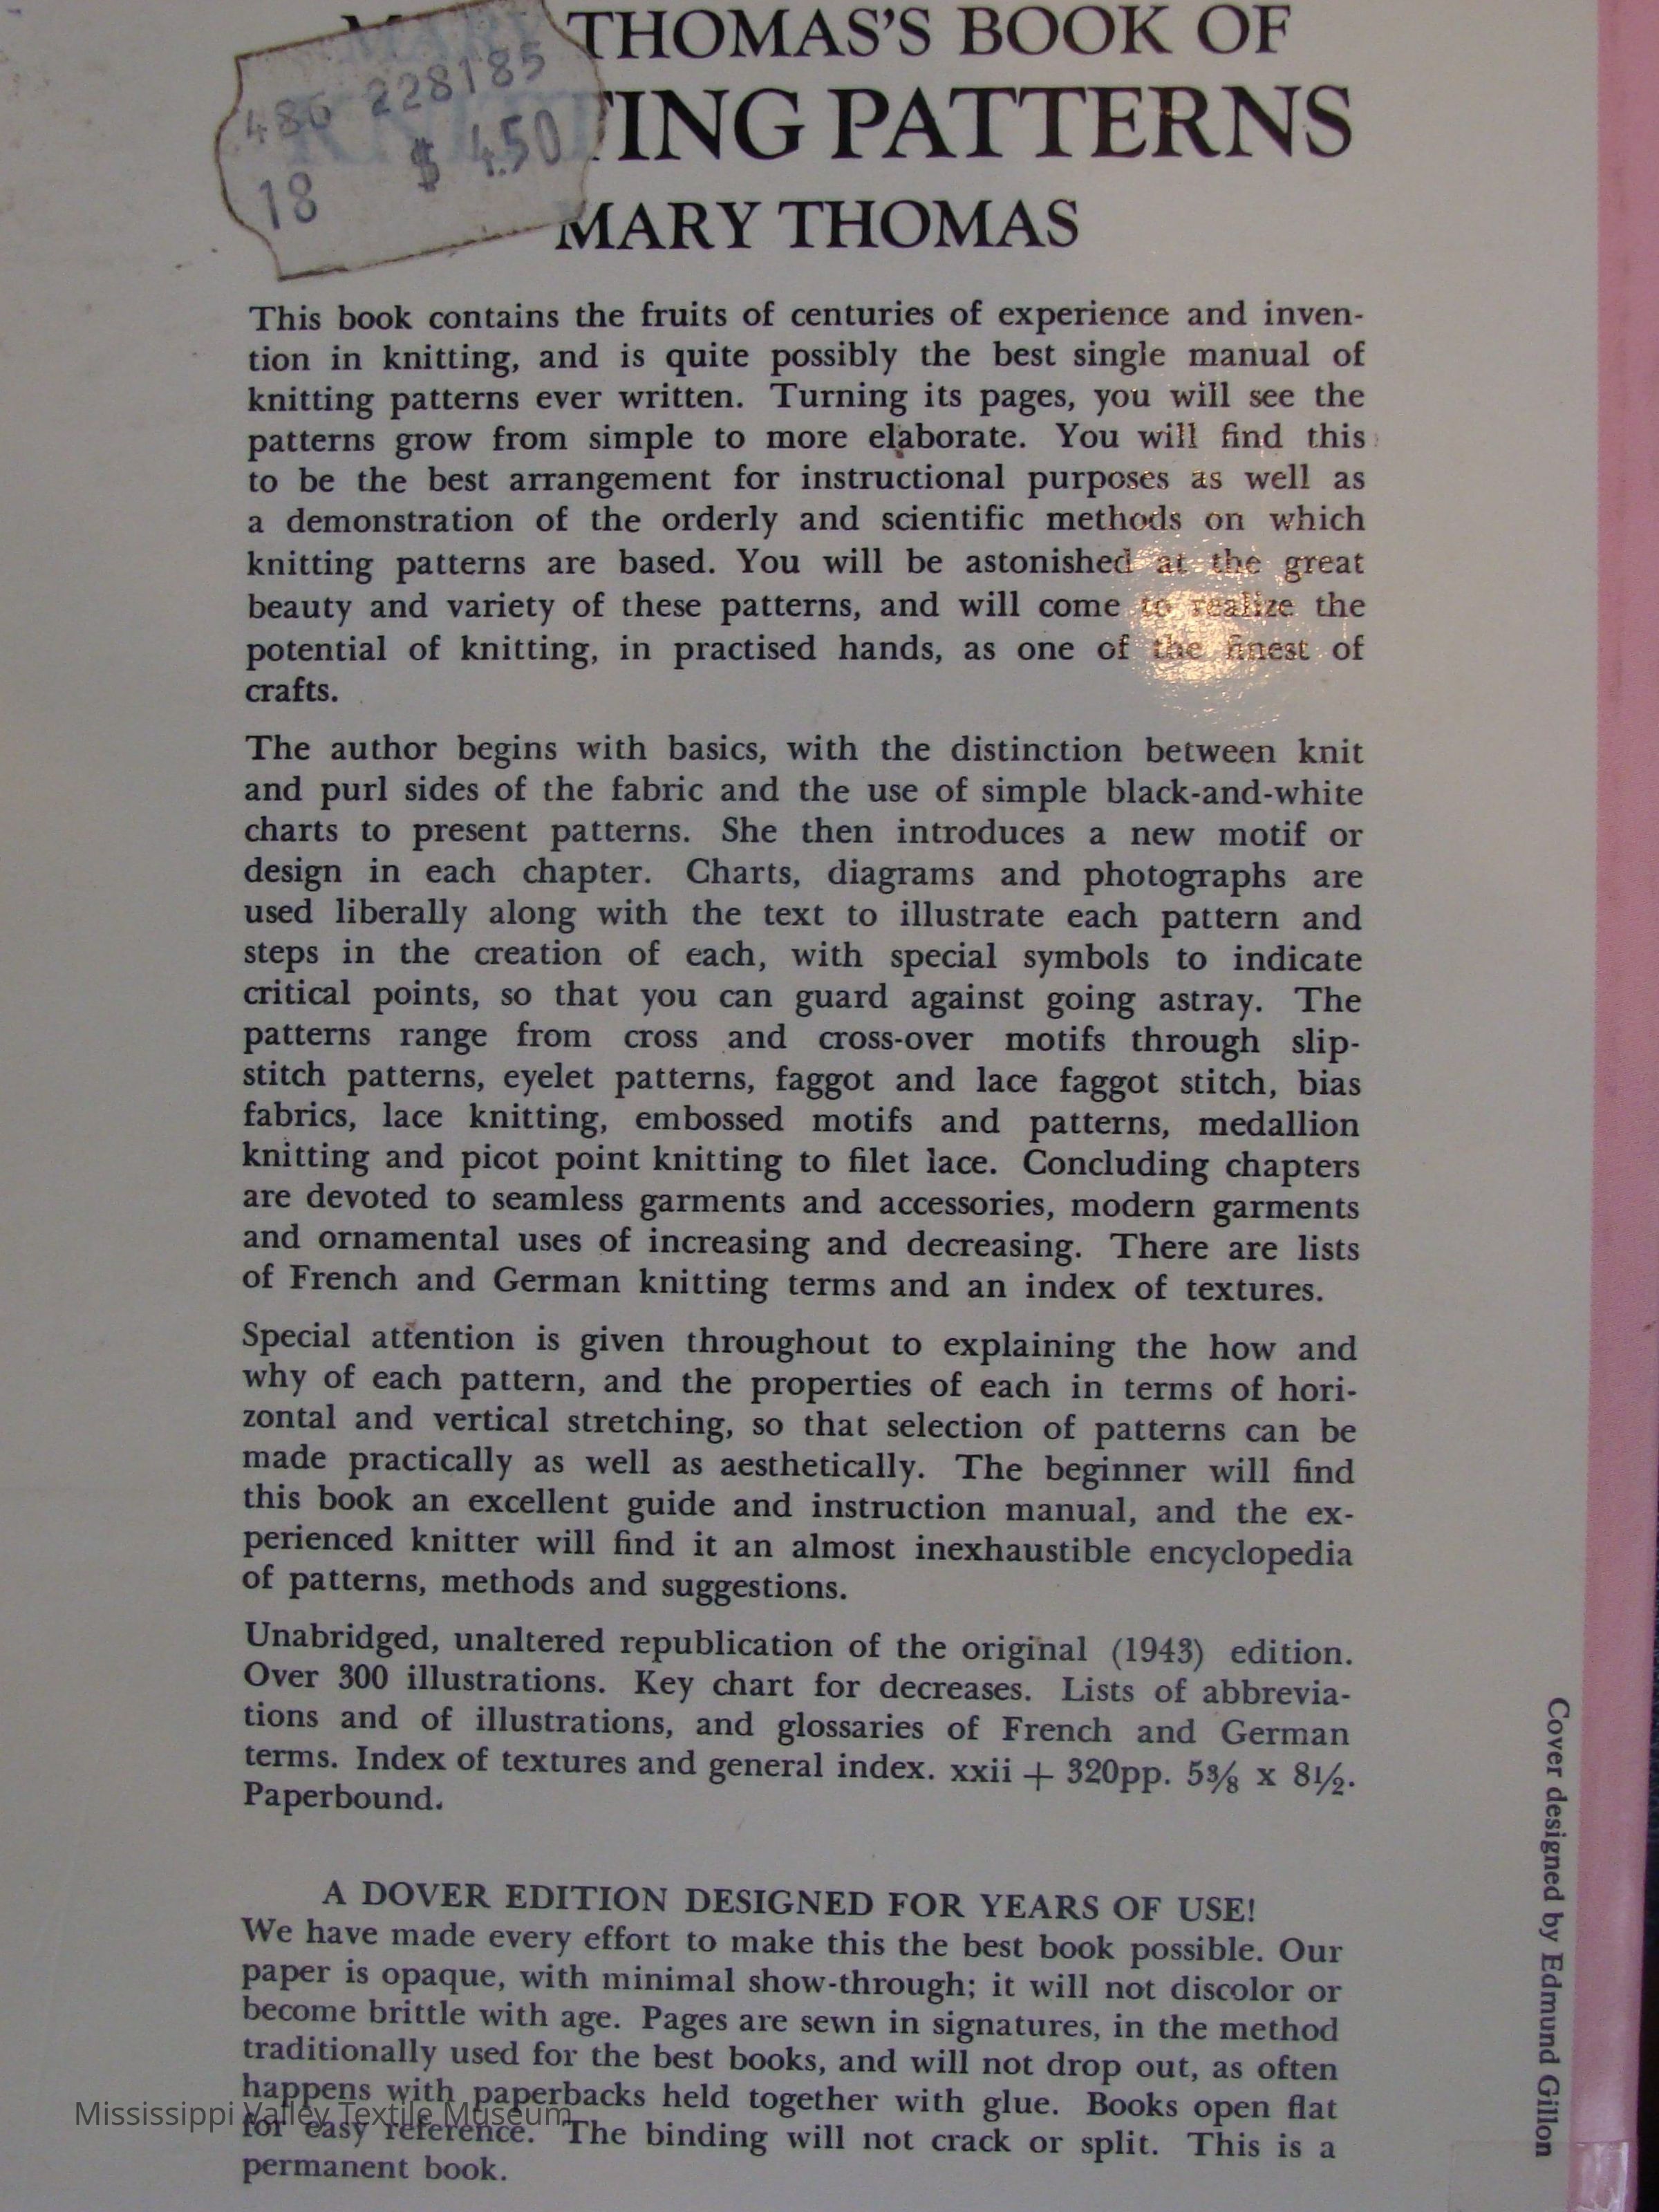 MARY THOMAS'S BOOK OF
KNITTING PATTERNS
MARY THOMAS
486 228185
$ 4.50
18
This book contains the fruits of centuries of experience and inven-
tion in knitting, and is quite possibly the best single manual of
knitting patterns ever written. Turning its pages, you will see the
patterns grow from simple to more elaborate. You will find this
to be the best arrangement for instructional purposes as well as
a demonstration of the orderly and scientific methods on which
knitting patterns are based. You will be astonished at the great
beauty and variety of these patterns, and will come to realize the
potential of knitting, in practised hands, as one of the finest of
crafts.
The author begins with basics, with the distinction between knit
and purl sides of the fabric and the use of simple black-and-white
charts to present patterns. She then introduces a new motif or
design in each chapter. Charts, diagrams and photographs are
used liberally along with the text to illustrate each pattern and
steps in the creation of each, with special symbols to indicate
critical points, so that you can guard against going astray. The
patterns range from cross and cross-over motifs through slip-
stitch patterns, eyelet patterns, faggot and lace faggot stitch, bias
fabrics, lace knitting, embossed motifs and patterns, medallion
knitting and picot point knitting to filet lace. Concluding chapters
are devoted to seamless garments and accessories, modern garments
and ornamental uses of increasing and decreasing. There are lists
of French and German knitting terms and an index of textures.
Special attention is given throughout to explaining the how and
why of each pattern, and the properties of each in terms of hori-
zontal and vertical stretching, so that selection of patterns can be
made practically as well as aesthetically. The beginner will find
this book an excellent guide and instruction manual, and the ex-
perienced knitter will find it an almost inexhaustible encyclopedia
of patterns, methods and suggestions.
Unabridged, unaltered republication of the original (1943) edition.
Over 300 illustrations. Key chart for decreases. Lists of abbrevia-
tions and of illustrations, and glossaries of French and German
terms. Index of textures and general index. xxii + 320pp. 5⅜ x 8½.
Paperbound.
A DOVER EDITION DESIGNED FOR YEARS OF USE!
We have made every effort to make this the best book possible. Our
paper is opaque, with minimal show-through; it will not discolor or
become brittle with age. Pages are sewn in signatures, in the method
traditionally used for the best books, and will not drop out, as often
happens with paperbacks held together with glue. Books open flat
for easy reference. The binding will not crack or split. This is a
permanent book.
Cover designed by Edmund Gillon
Mississippi Valley Textile Museum